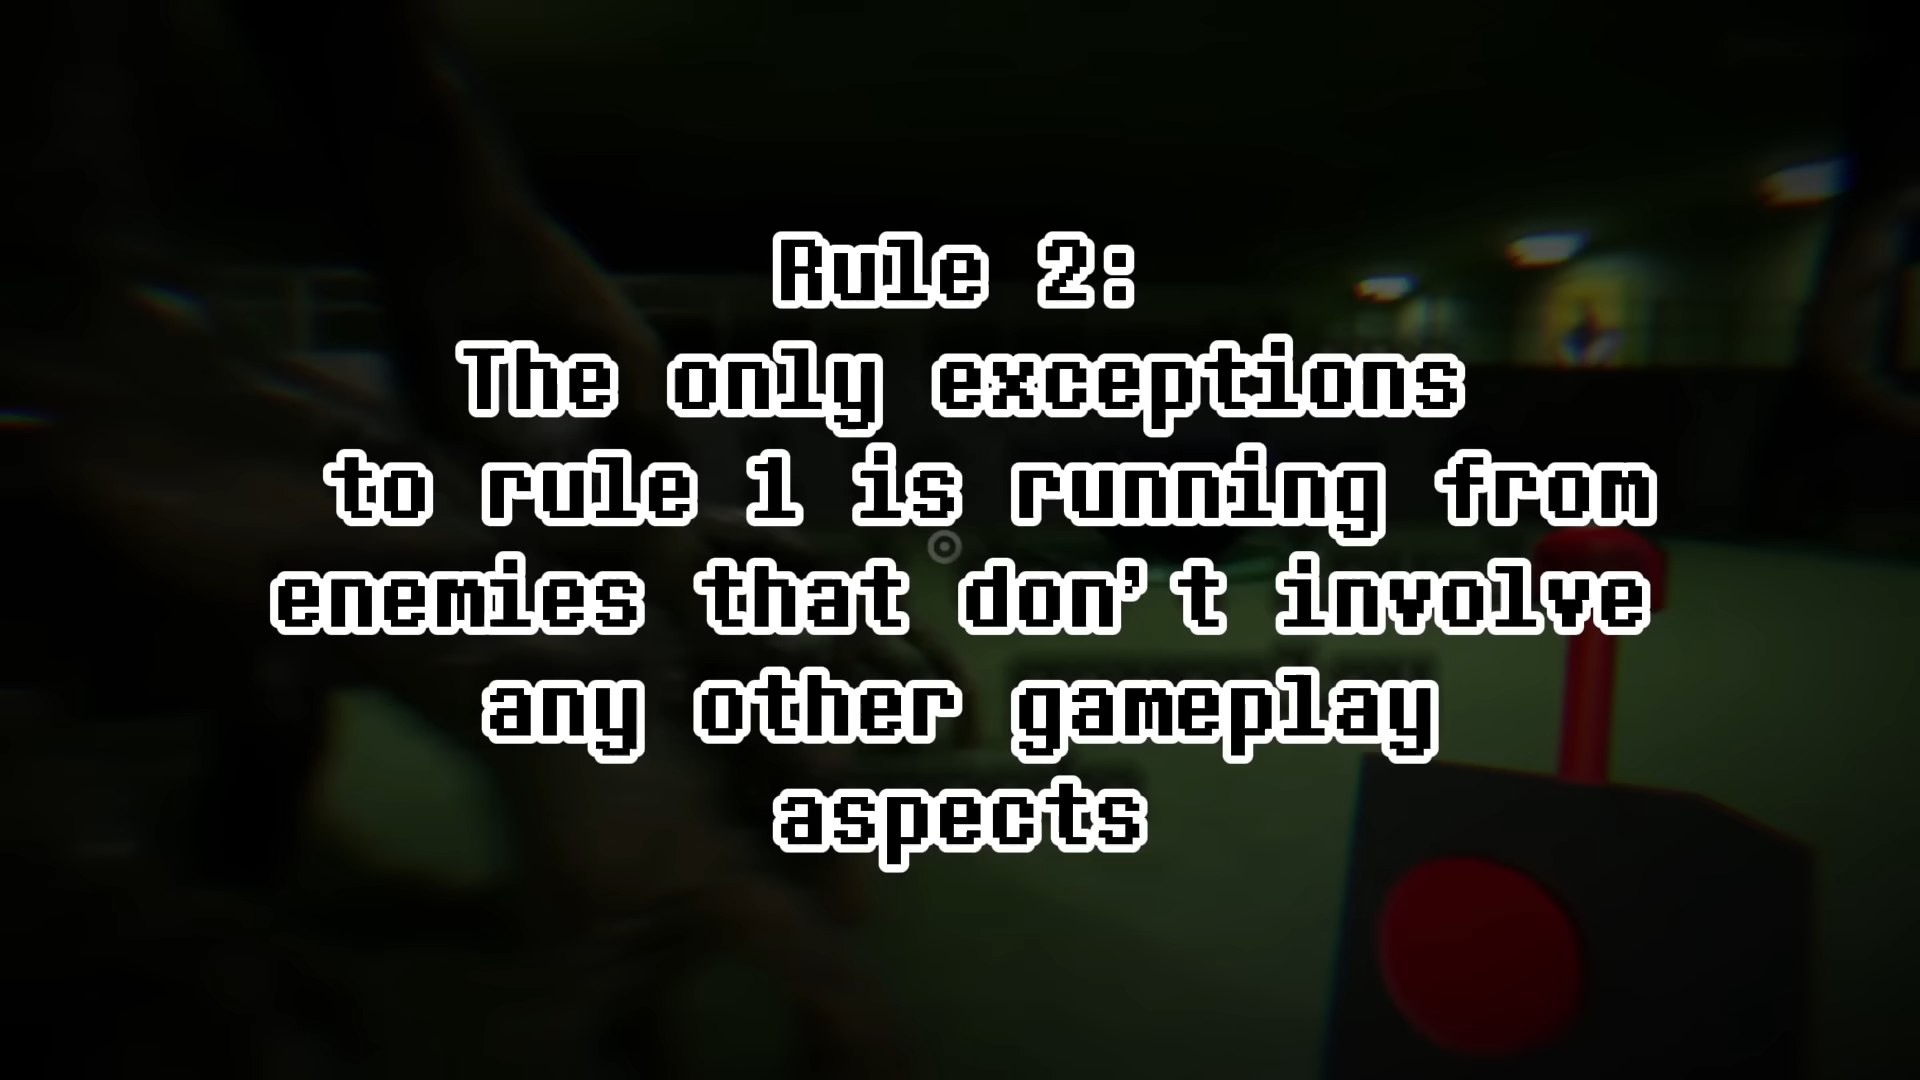 Rule 2:
The only exceptions
to rule 1 is running from
enemies that don't involve
any other gameplay
aspects